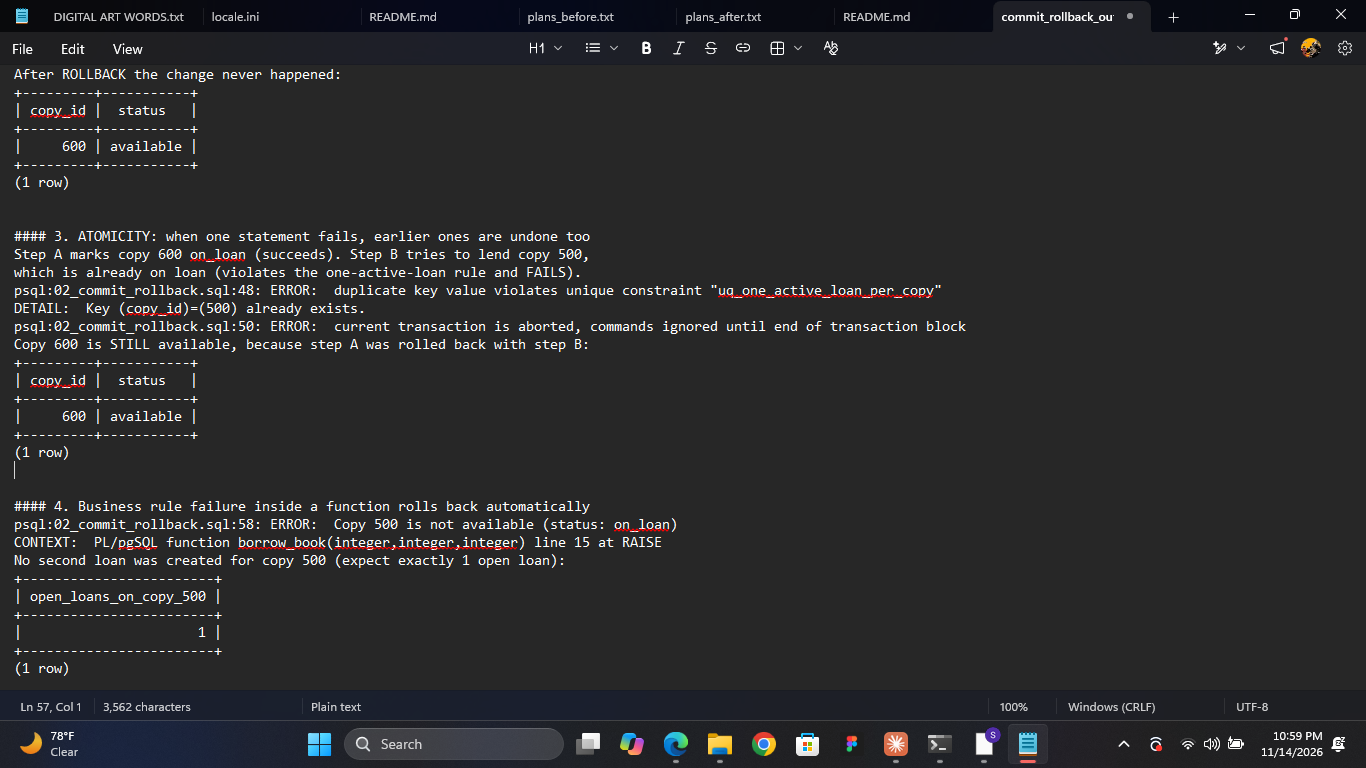 DIGITAL ART WORDS.txt
locale.ini
README.md
plans_before.txt
plans_after.txt
README.md
commit_rollback_ou
File
Edit
View
H1
After ROLLBACK the change never happened:
+---------+-----------+
| copy_id |  status   |
+---------+-----------+
|     600 | available |
+---------+-----------+
(1 row)
#### 3. ATOMICITY: when one statement fails, earlier ones are undone too
Step A marks copy 600 on_loan (succeeds). Step B tries to lend copy 500,
which is already on loan (violates the one-active-loan rule and FAILS).
psql:02_commit_rollback.sql:48: ERROR:  duplicate key value violates unique constraint "uq_one_active_loan_per_copy"
DETAIL:  Key (copy_id)=(500) already exists.
psql:02_commit_rollback.sql:50: ERROR:  current transaction is aborted, commands ignored until end of transaction block
Copy 600 is STILL available, because step A was rolled back with step B:
+---------+-----------+
| copy_id |  status   |
+---------+-----------+
|     600 | available |
+---------+-----------+
(1 row)
#### 4. Business rule failure inside a function rolls back automatically
psql:02_commit_rollback.sql:58: ERROR:  Copy 500 is not available (status: on_loan)
CONTEXT:  PL/pgSQL function borrow_book(integer,integer,integer) line 15 at RAISE
No second loan was created for copy 500 (expect exactly 1 open loan):
+------------------------+
| open_loans_on_copy_500 |
+------------------------+
|                      1 |
+------------------------+
(1 row)
Ln 57, Col 1
3,562 characters
Plain text
100%
Windows (CRLF)
UTF-8
78°F
Clear
Search
S
10:59 PM
11/14/2026